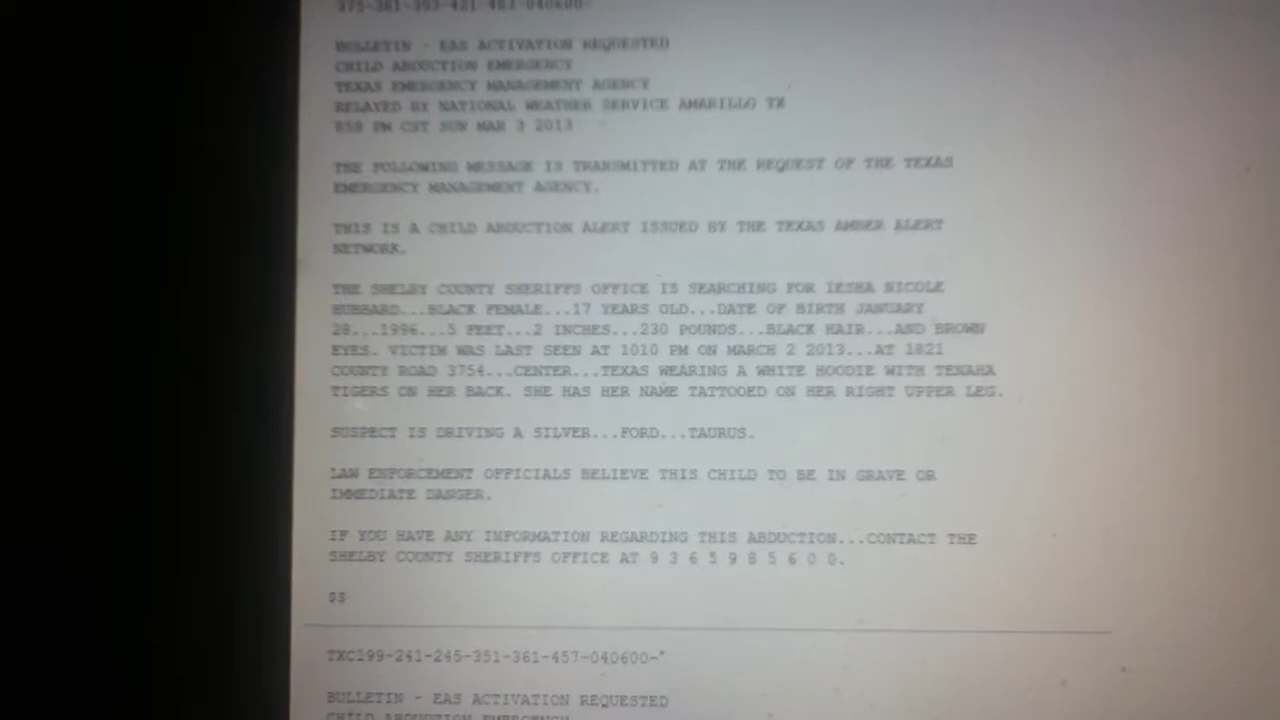 375-381-393-421-483-040600-
BULLETIN - EAS ACTIVATION REQUESTED
CHILD ABDUCTION EMERGENCY
TEXAS EMERGENCY MANAGEMENT AGENCY
RELAYED BY NATIONAL WEATHER SERVICE AMARILLO TX
859 PM CST SUN MAR 3 2013
THE FOLLOWING MESSAGE IS TRANSMITTED AT THE REQUEST OF THE TEXAS
EMERGENCY MANAGEMENT AGENCY.
THIS IS A CHILD ABDUCTION ALERT ISSUED BY THE TEXAS AMBER ALERT
NETWORK.
THE SHELBY COUNTY SHERIFFS OFFICE IS SEARCHING FOR IESHA NICOLE
HUBBARD...BLACK FEMALE...17 YEARS OLD...DATE OF BIRTH JANUARY
28...1996...5 FEET...2 INCHES...230 POUNDS...BLACK HAIR...AND BROWN
EYES. VICTIM WAS LAST SEEN AT 1010 PM ON MARCH 2 2013...AT 1821
COUNTY ROAD 3754...CENTER...TEXAS WEARING A WHITE HOODIE WITH TENAHA
TIGERS ON HER BACK. SHE HAS HER NAME TATTOOED ON HER RIGHT UPPER LEG.
SUSPECT IS DRIVING A SILVER...FORD...TAURUS.
LAW ENFORCEMENT OFFICIALS BELIEVE THIS CHILD TO BE IN GRAVE OR
IMMEDIATE DANGER.
IF YOU HAVE ANY INFORMATION REGARDING THIS ABDUCTION...CONTACT THE
SHELBY COUNTY SHERIFFS OFFICE AT 9 3 6 5 9 8 5 6 0 0.
$$
TXC199-241-245-351-361-457-040600-
BULLETIN - EAS ACTIVATION REQUESTED
CHILD ABDUCTION EMERGENCY